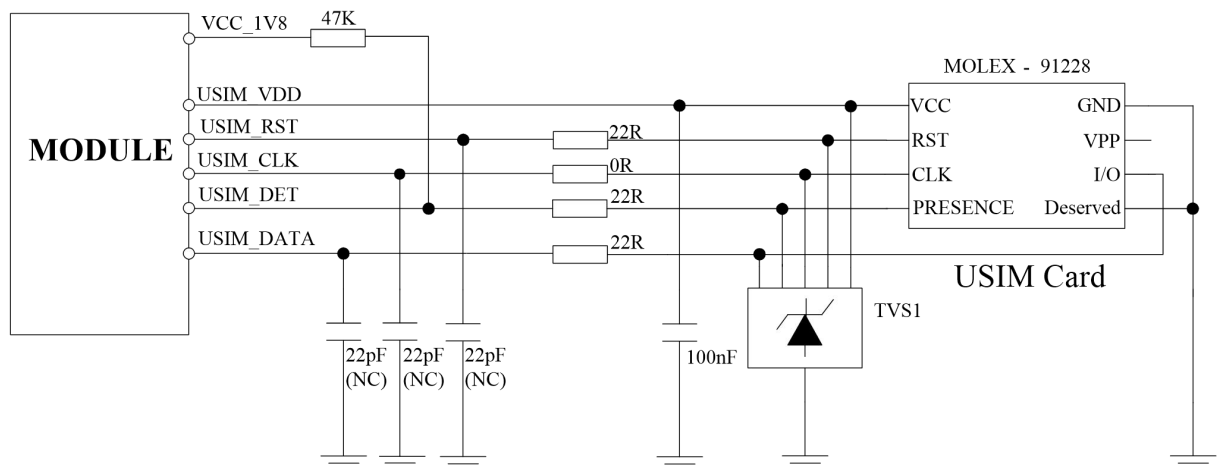 VCC_1V8
47K
MOLEX - 91228
USIM_VDD
VCC
GND
USIM_RST
22R
RST
VPP
MODULE
USIM_CLK
0R
CLK
I/O
USIM_DET
22R
PRESENCE
Deserved
USIM_DATA
22R
USIM Card
TVS1
22pF
(NC)
22pF
(NC)
22pF
(NC)
100nF